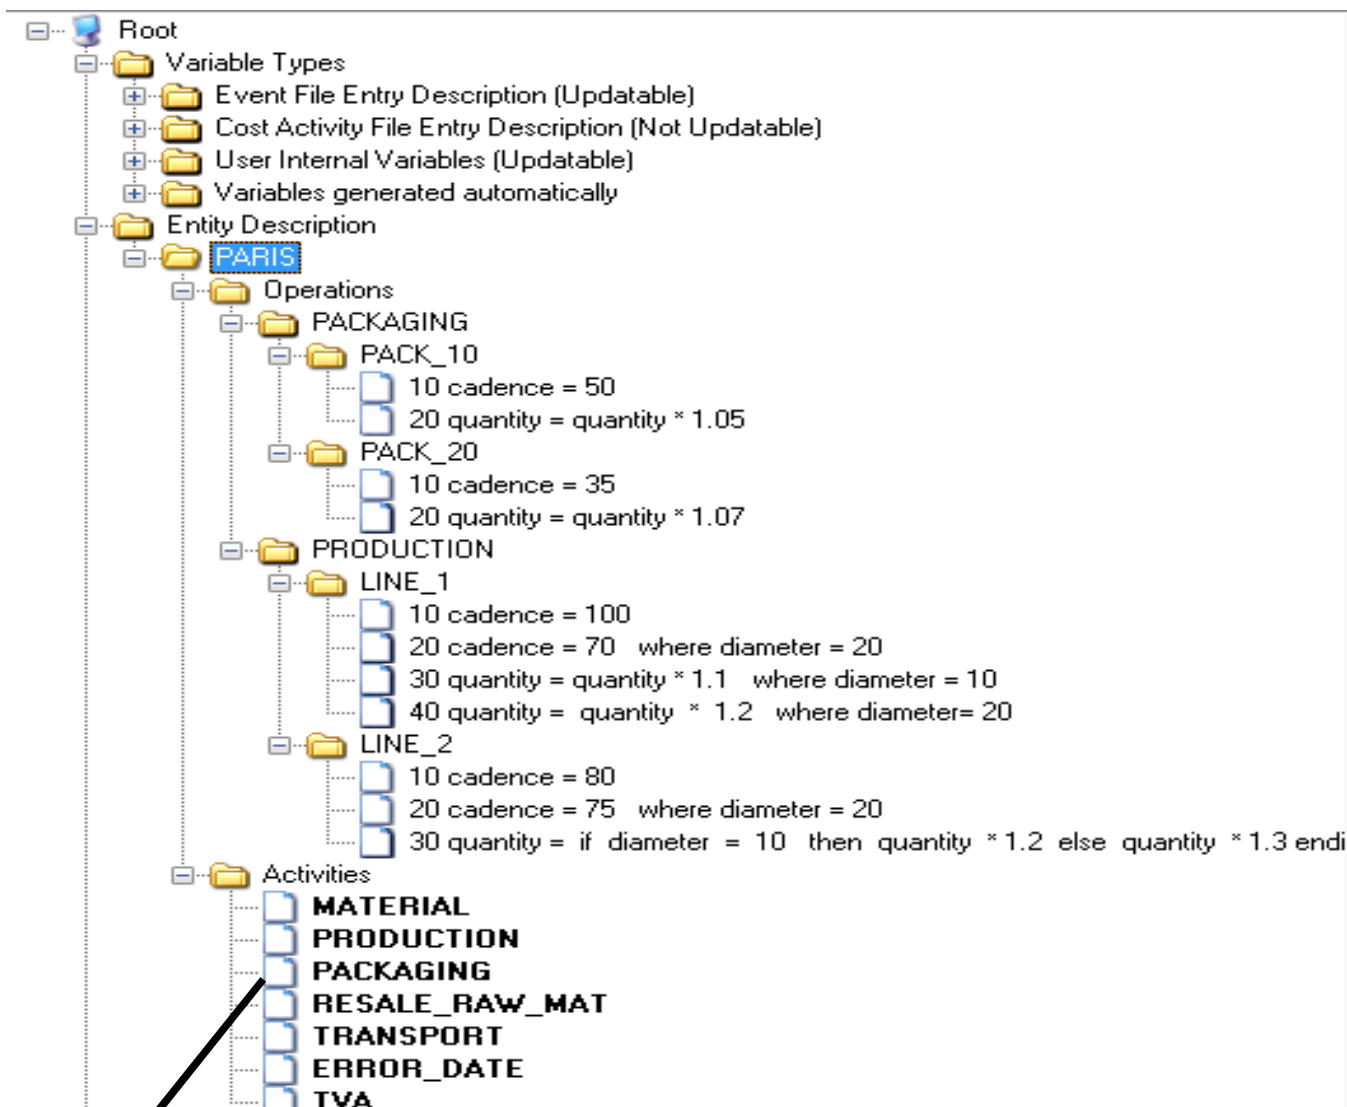 Root
Variable Types
Event File Entry Description (Updatable)
Cost Activity File Entry Description (Not Updatable)
User Internal Variables (Updatable)
Variables generated automatically
Entity Description
PARIS
Operations
PACKAGING
PACK_10
10 cadence = 50
20 quantity = quantity * 1.05
PACK_20
10 cadence = 35
20 quantity = quantity * 1.07
PRODUCTION
LINE_1
10 cadence = 100
20 cadence = 70 where diameter = 20
30 quantity = quantity * 1.1 where diameter = 10
40 quantity = quantity * 1.2 where diameter= 20
LINE_2
10 cadence = 80
20 cadence = 75 where diameter = 20
30 quantity = if diameter = 10 then quantity * 1.2 else quantity * 1.3 endi
Activities
MATERIAL
PRODUCTION
PACKAGING
RESALE_RAW_MAT
TRANSPORT
ERROR_DATE
TVA